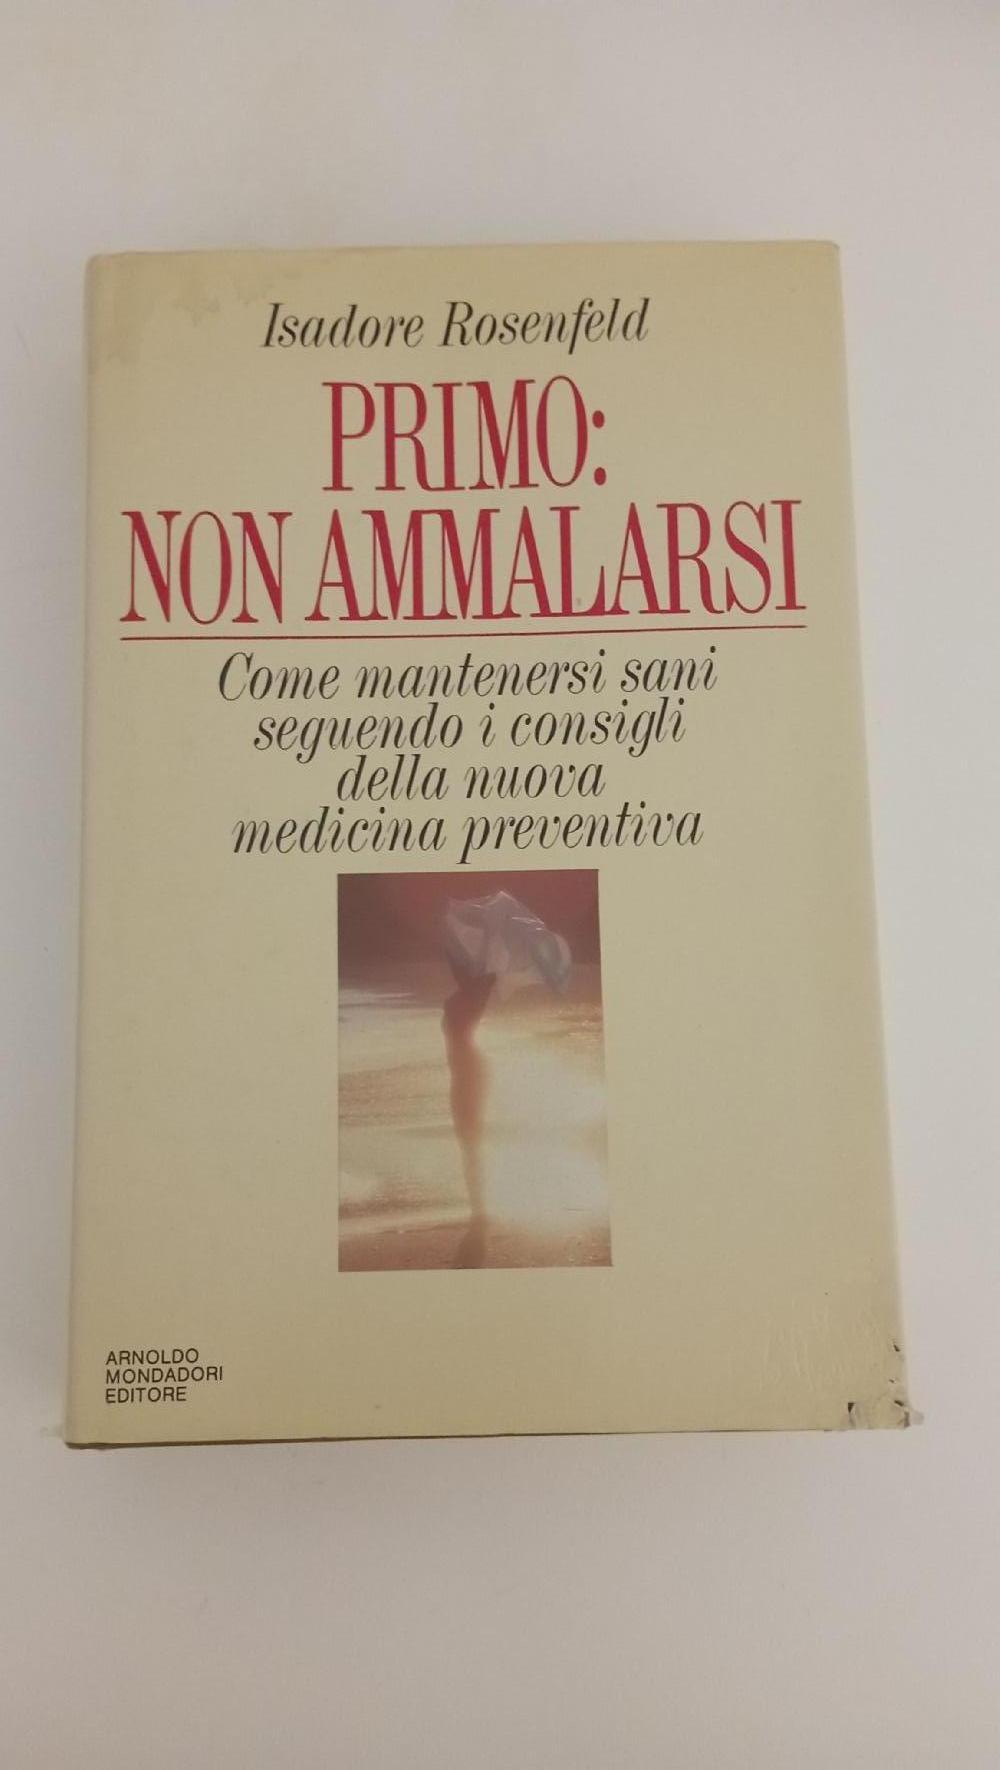 Isadore Rosenfeld
PRIMO:
NON AMMALARSI
Come mantenersi sani
seguendo i consigli
della nuova
medicina preventiva
ARNOLDO
MONDADORI
EDITORE